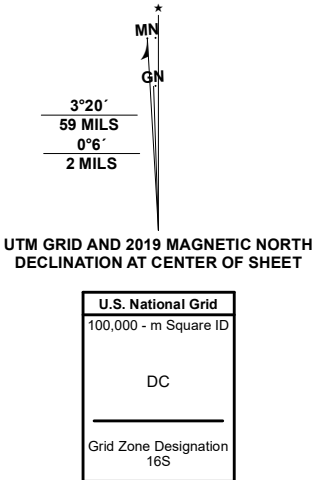 MN
GN
3°20´
59 MILS
0°6´
2 MILS
UTM GRID AND 2019 MAGNETIC NORTH
DECLINATION AT CENTER OF SHEET
U.S. National Grid
100,000 - m Square ID
DC
Grid Zone Designation
16S